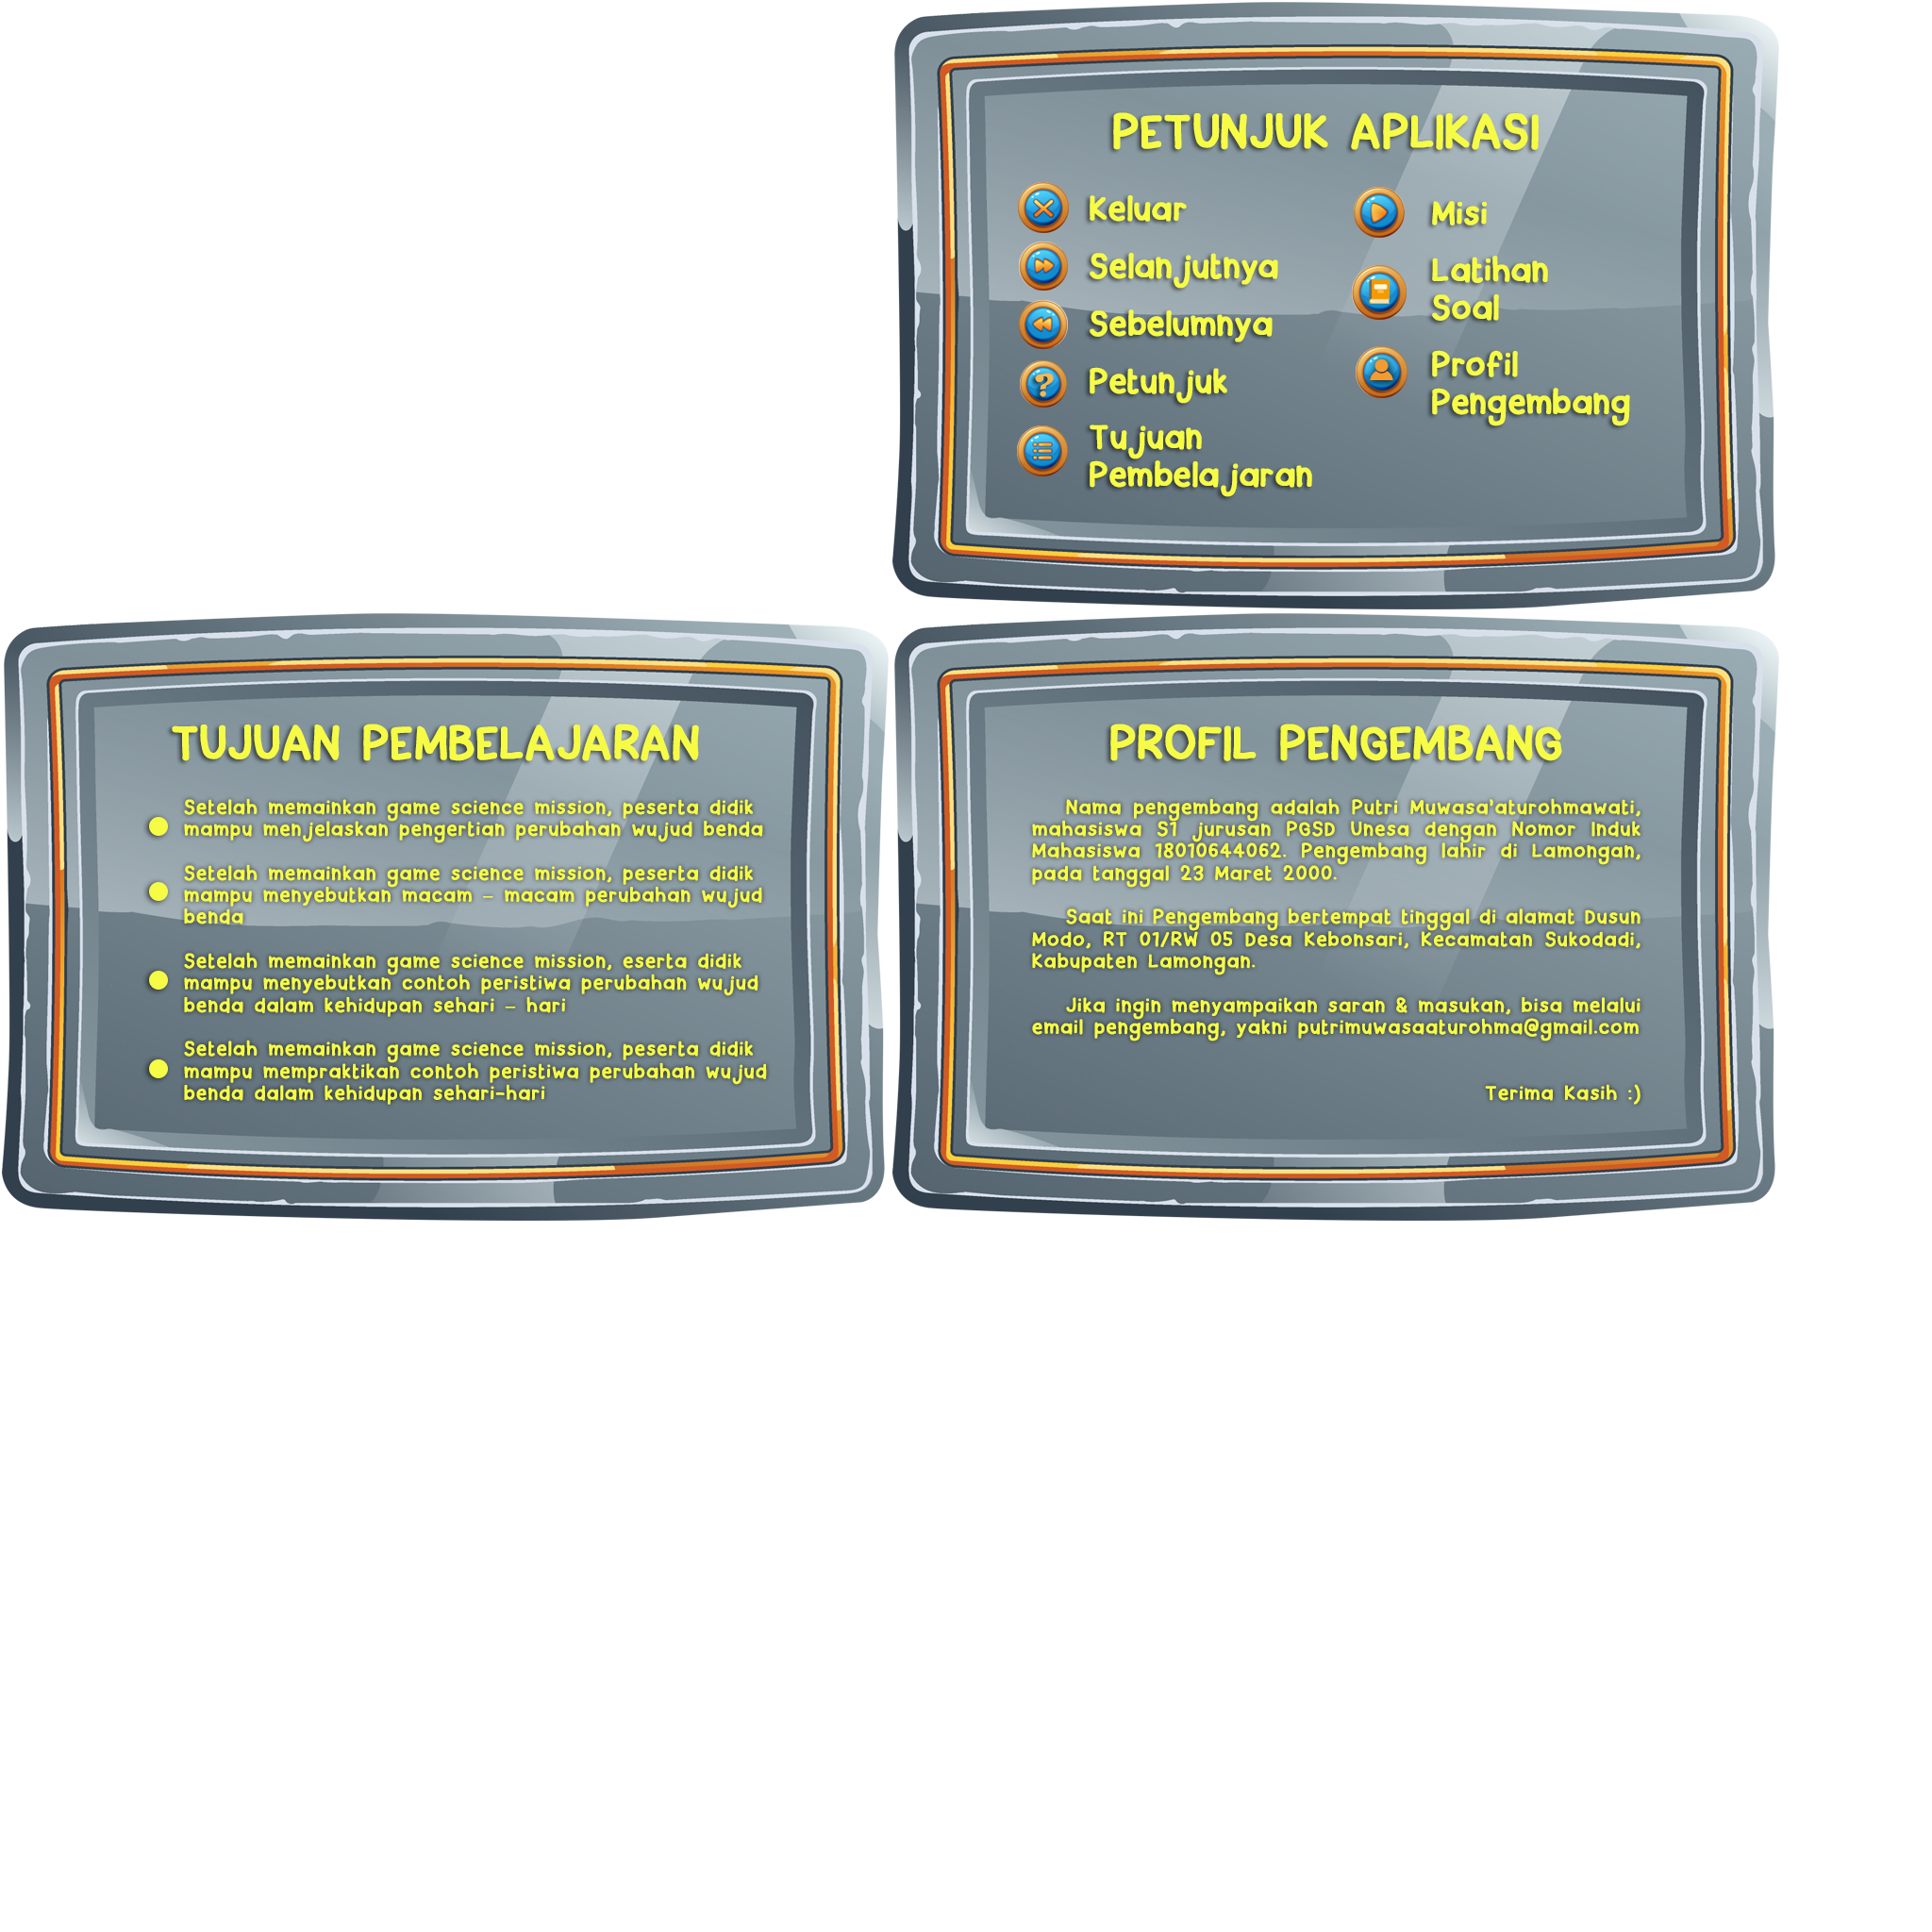 PETUNJUK APLIKASI
Keluar
Selanjutnya
Sebelumnya
Petunjuk
Tujuan
Pembelajaran
Misi
Latihan
Soal
Profil
Pengembang
TUJUAN PEMBELAJARAN
Setelah memainkan game science mission, peserta didik
mampu menjelaskan pengertian perubahan wujud benda
Setelah memainkan game science mission, peserta didik
mampu menyebutkan macam – macam perubahan wujud
benda
Setelah memainkan game science mission, eserta didik
mampu menyebutkan contoh peristiwa perubahan wujud
benda dalam kehidupan sehari – hari
Setelah memainkan game science mission, peserta didik
mampu mempraktikan contoh peristiwa perubahan wujud
benda dalam kehidupan sehari-hari
PROFIL PENGEMBANG
Nama pengembang adalah Putri Muwasa'aturohmawati,
mahasiswa S1 jurusan PGSD Unesa dengan Nomor Induk
Mahasiswa 18010644062. Pengembang lahir di Lamongan,
pada tanggal 23 Maret 2000.
Saat ini Pengembang bertempat tinggal di alamat Dusun
Modo, RT 01/RW 05 Desa Kebonsari, Kecamatan Sukodadi,
Kabupaten Lamongan.
Jika ingin menyampaikan saran & masukan, bisa melalui
email pengembang, yakni putrimuwasaaturohma@gmail.com
Terima Kasih :)